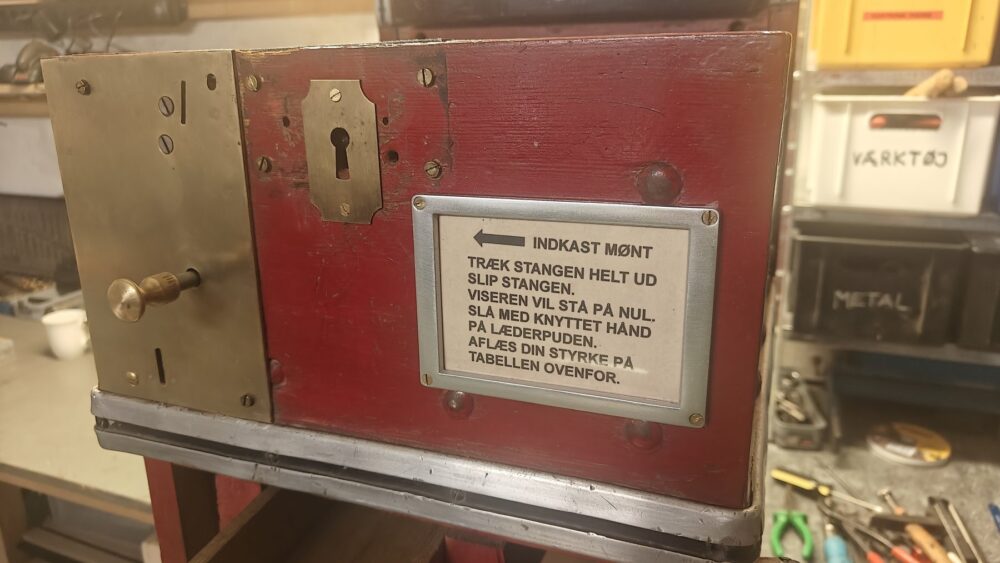 INDKAST MØNT
TRÆK STANGEN HELT UD
SLIP STANGEN.
VISEREN VIL STÅ PÅ NUL.
SLÅ MED KNYTTET HÅND
PÅ LÆDERPUDEN.
AFLÆS DIN STYRKE PÅ
TABELLEN OVENFOR.
VÆRKTØJ
METAL